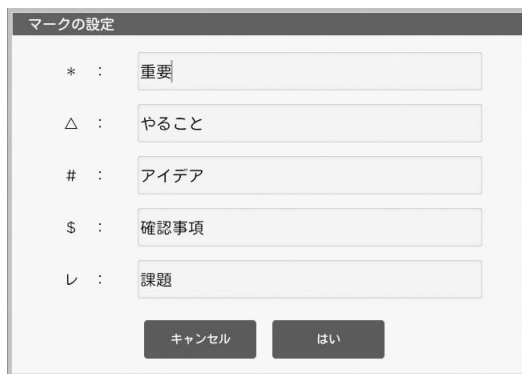 マークの設定
＊ : 重要
△ : やること
# : アイデア
$ : 確認事項
レ : 課題
キャンセル はい